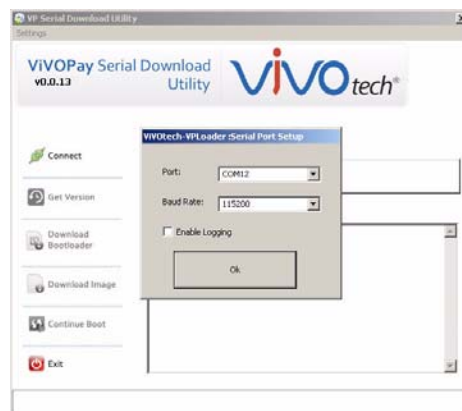 VP Serial Download Utility
Settings
ViVOPay Serial Download
v0.0.13 Utility
ViVOtech®
ViVOtech-VPLoader :Serial Port Setup
Connect
Port: COM12
Get Version
Baud Rate: 115200
Enable Logging
Download
Bootloader
Ok
Download Image
Continue Boot
Exit